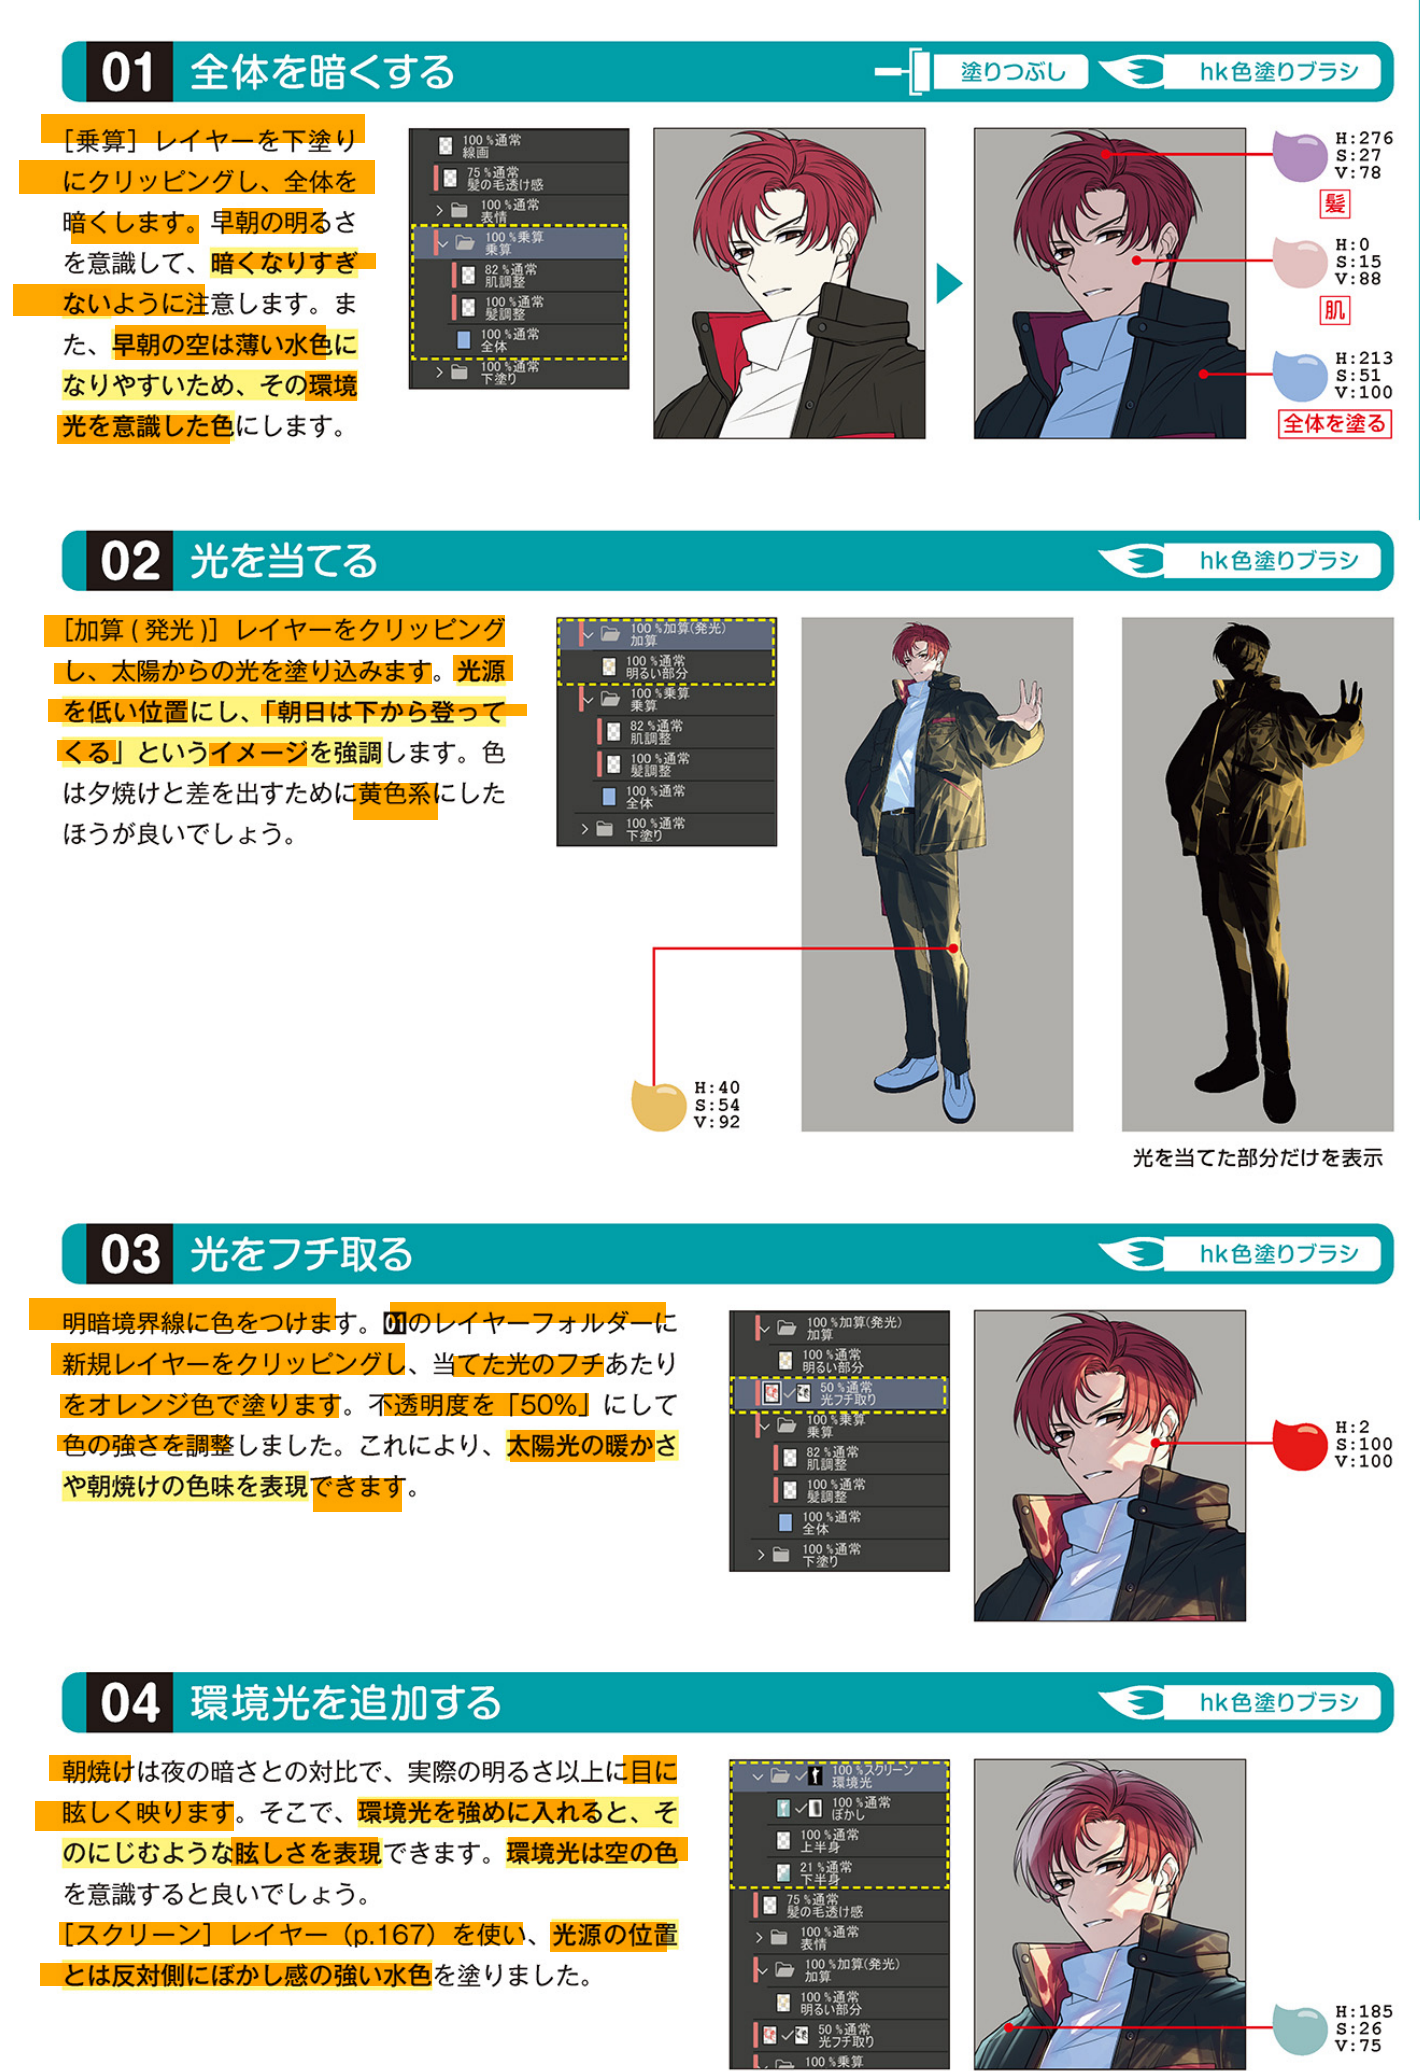 01 全体を暗くする
塗りつぶし
hk色塗りブラシ
［乗算］レイヤーを下塗り
にクリッピングし、全体を
暗くします。早朝の明るさ
を意識して、暗くなりすぎ
ないように注意します。ま
た、早朝の空は薄い水色に
なりやすいため、その環境
光を意識した色にします。
100 %通常
線画
75 %通常
髪の毛透け感
100 %通常
表情
100 %乗算
乗算
82 %通常
肌調整
100 %通常
髪調整
100 %通常
全体
100 %通常
下塗り
H:276
S:27
V:78
髪
H:0
S:15
V:88
肌
H:213
S:51
V:100
全体を塗る
02 光を当てる
hk色塗りブラシ
［加算(発光)］レイヤーをクリッピング
し、太陽からの光を塗り込みます。光源
を低い位置にし、「朝日は下から登って
くる」というイメージを強調します。色
は夕焼けと差を出すために黄色系にした
ほうが良いでしょう。
100 %加算(発光)
加算
100 %通常
明るい部分
100 %乗算
乗算
82 %通常
肌調整
100 %通常
髪調整
100 %通常
全体
100 %通常
下塗り
H:40
S:54
V:92
光を当てた部分だけを表示
03 光をフチ取る
hk色塗りブラシ
明暗境界線に色をつけます。01のレイヤーフォルダーに
新規レイヤーをクリッピングし、当てた光のフチあたり
をオレンジ色で塗ります。不透明度を「50%」にして
色の強さを調整しました。これにより、太陽光の暖かさ
や朝焼けの色味を表現できます。
100 %加算(発光)
加算
100 %通常
明るい部分
50 %通常
光フチ取り
100 %乗算
乗算
82 %通常
肌調整
100 %通常
髪調整
100 %通常
全体
100 %通常
下塗り
H:2
S:100
V:100
04 環境光を追加する
hk色塗りブラシ
朝焼けは夜の暗さとの対比で、実際の明るさ以上に目に
眩しく映ります。そこで、環境光を強めに入れると、そ
のにじむような眩しさを表現できます。環境光は空の色
を意識すると良いでしょう。
［スクリーン］レイヤー（p.167）を使い、光源の位置
とは反対側にぼかし感の強い水色を塗りました。
100 %スクリーン
環境光
100 %通常
ぼかし
100 %通常
上半身
21 %通常
下半身
75 %通常
髪の毛透け感
100 %通常
表情
100 %加算(発光)
加算
100 %通常
明るい部分
50 %通常
光フチ取り
100 %乗算
H:185
S:26
V:75